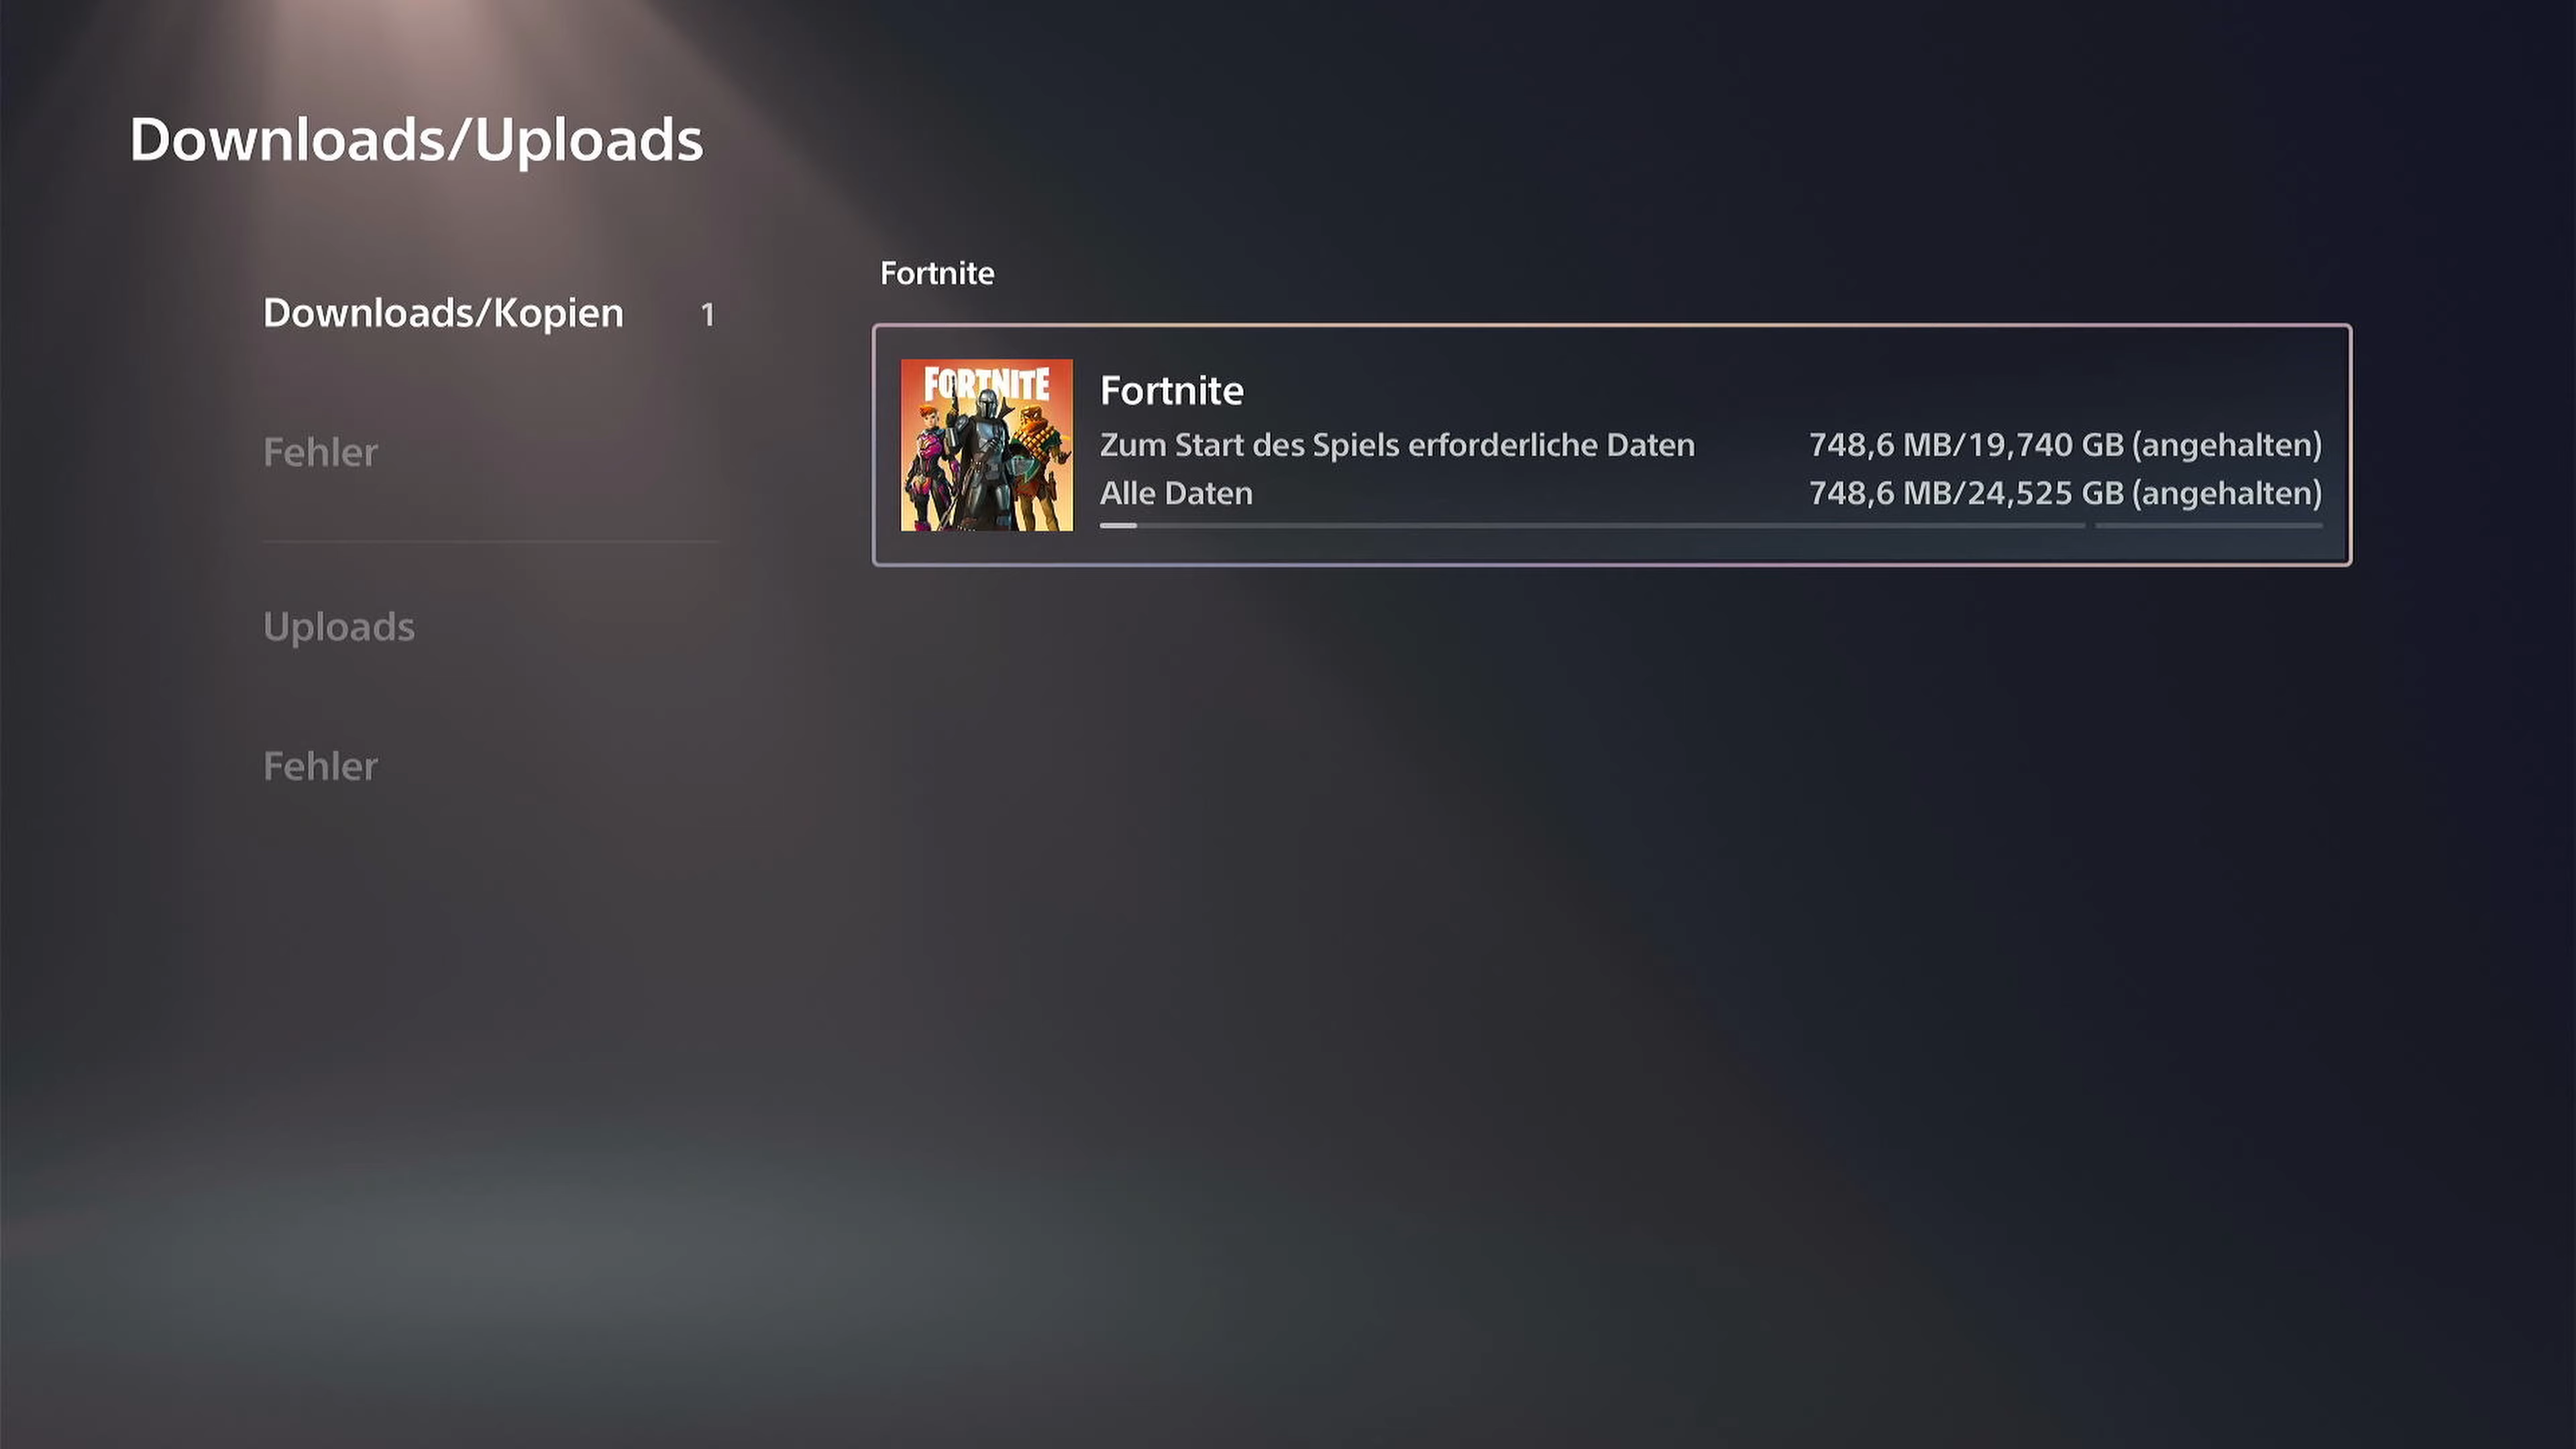 Downloads/Uploads
Downloads/Kopien 1
Fehler
Uploads
Fehler
Fortnite
FORTNITE
Fortnite
Zum Start des Spiels erforderliche Daten 748,6 MB/19,740 GB (angehalten)
Alle Daten 748,6 MB/24,525 GB (angehalten)